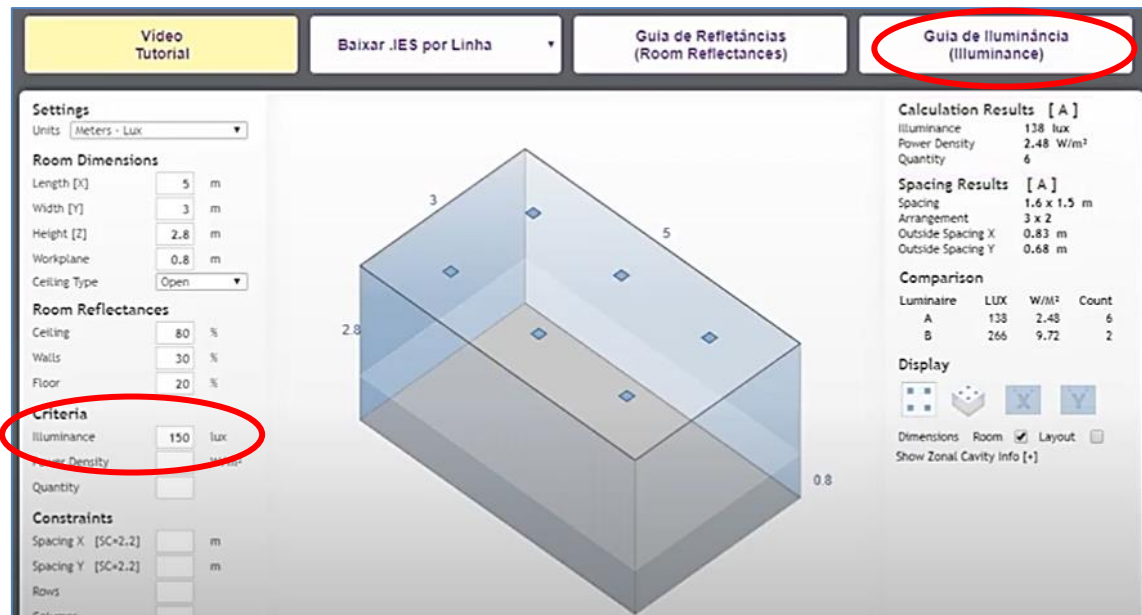 Vídeo
Tutorial
Baixar .IES por Linha
Guia de Refletâncias
(Room Reflectances)
Guia de Iluminância
(Illuminance)
Settings
Units Meters - Lux
Room Dimensions
Length [X] 5 m
Width [Y] 3 m
Height [Z] 2.8 m
Workplane 0.8 m
Ceiling Type Open
Room Reflectances
Ceiling 80 %
Walls 30 %
Floor 20 %
Criteria
Illuminance 150 lux
Power Density W/m²
Quantity
Constraints
Spacing X [SC=2.2] m
Spacing Y [SC=2.2] m
Rows
Columns
3
5
2.8
0.8
Calculation Results [ A ]
Illuminance 138 lux
Power Density 2.48 W/m²
Quantity 6
Spacing Results [ A ]
Spacing 1.6 x 1.5 m
Arrangement 3 x 2
Outside Spacing X 0.83 m
Outside Spacing Y 0.68 m
Comparison
Luminaire LUX W/M² Count
A 138 2.48 6
B 266 9.72 2
Display
X Y
Dimensions Room Layout
Show Zonal Cavity Info [+]